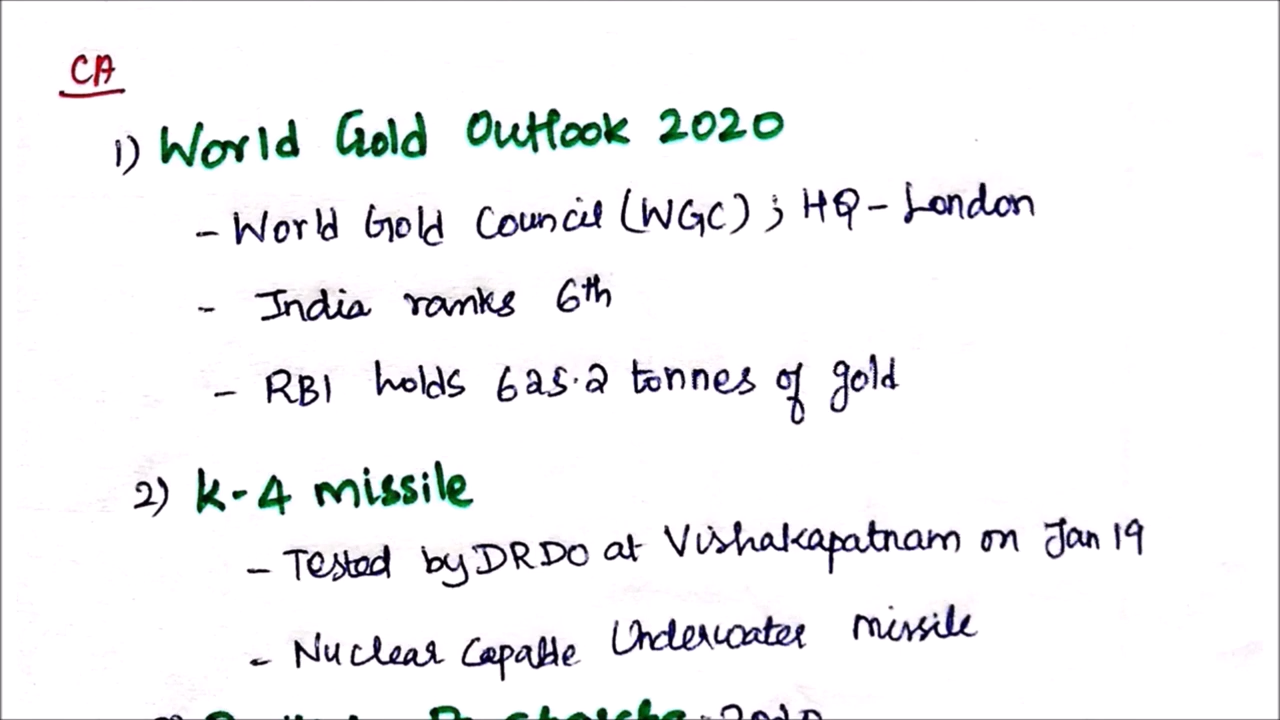 CA
1) World Gold Outlook 2020
- World Gold Council (WGC) ; HQ - London
- India ranks 6th
- RBI holds 625.2 tonnes of gold
2) K-4 missile
- Tested by DRDO at Vishakapatnam on Jan 19
- Nuclear Capable Underwater missile